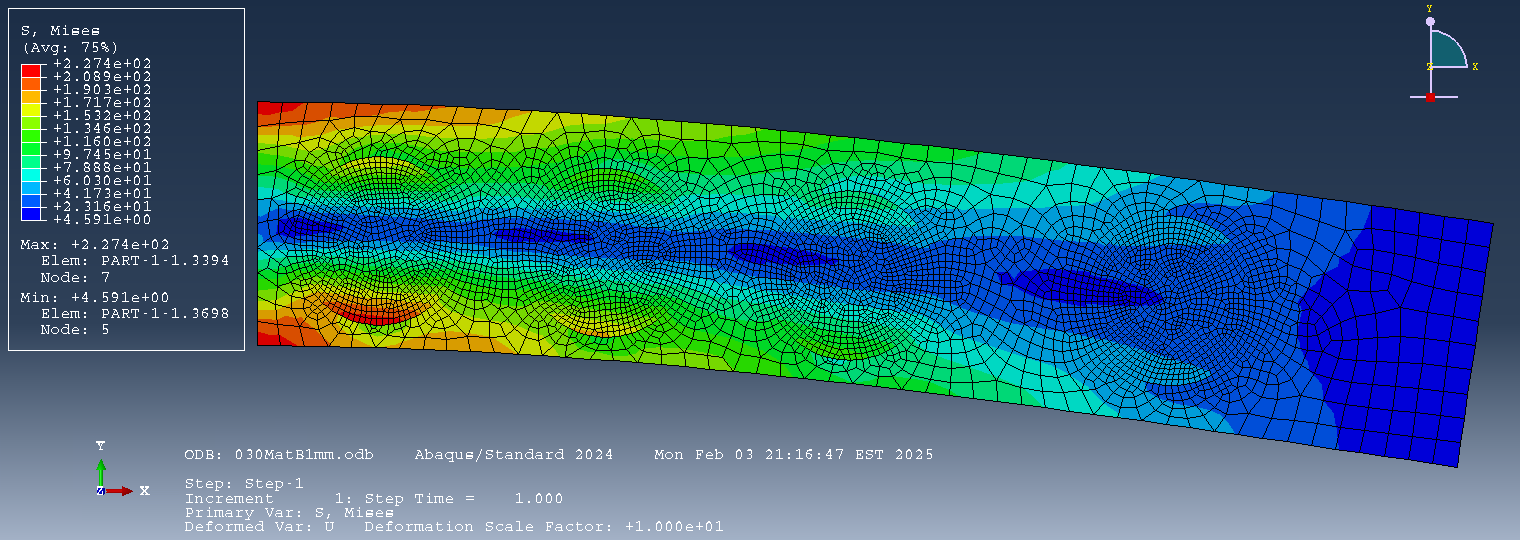 S, Mises
(Avg: 75%)
+2.274e+02
+2.089e+02
+1.903e+02
+1.717e+02
+1.532e+02
+1.346e+02
+1.160e+02
+9.745e+01
+7.888e+01
+6.030e+01
+4.173e+01
+2.316e+01
+4.591e+00
Max: +2.274e+02
Elem: PART-1-1.3394
Node: 7
Min: +4.591e+00
Elem: PART-1-1.3698
Node: 5
Y
Z
X
Y
Z
X
ODB: 030MatB1mm.odb Abaqus/Standard 2024 Mon Feb 03 21:16:47 EST 2025
Step: Step-1
Increment 1: Step Time = 1.000
Primary Var: S, Mises
Deformed Var: U Deformation Scale Factor: +1.000e+01